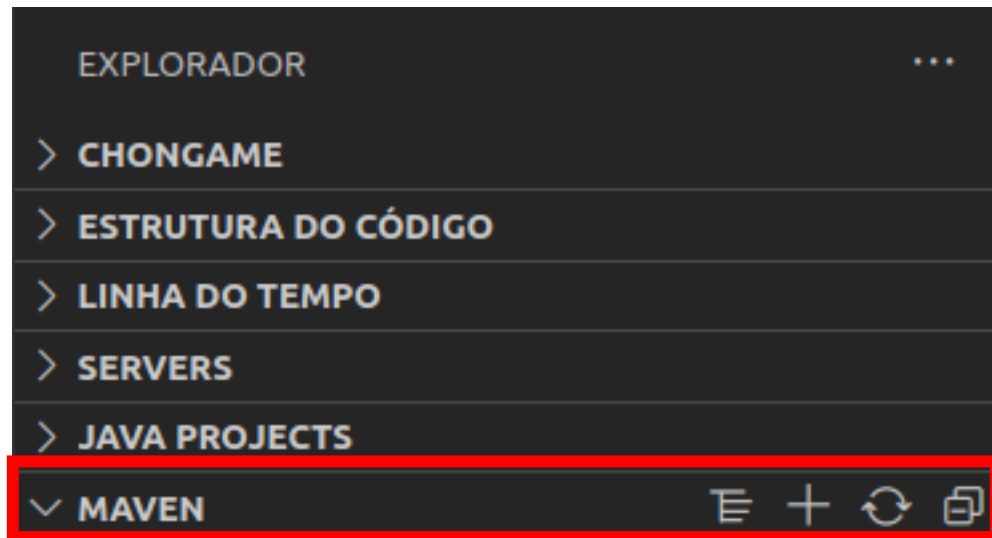 EXPLORADOR
CHONGAME
ESTRUTURA DO CÓDIGO
LINHA DO TEMPO
SERVERS
JAVA PROJECTS
MAVEN